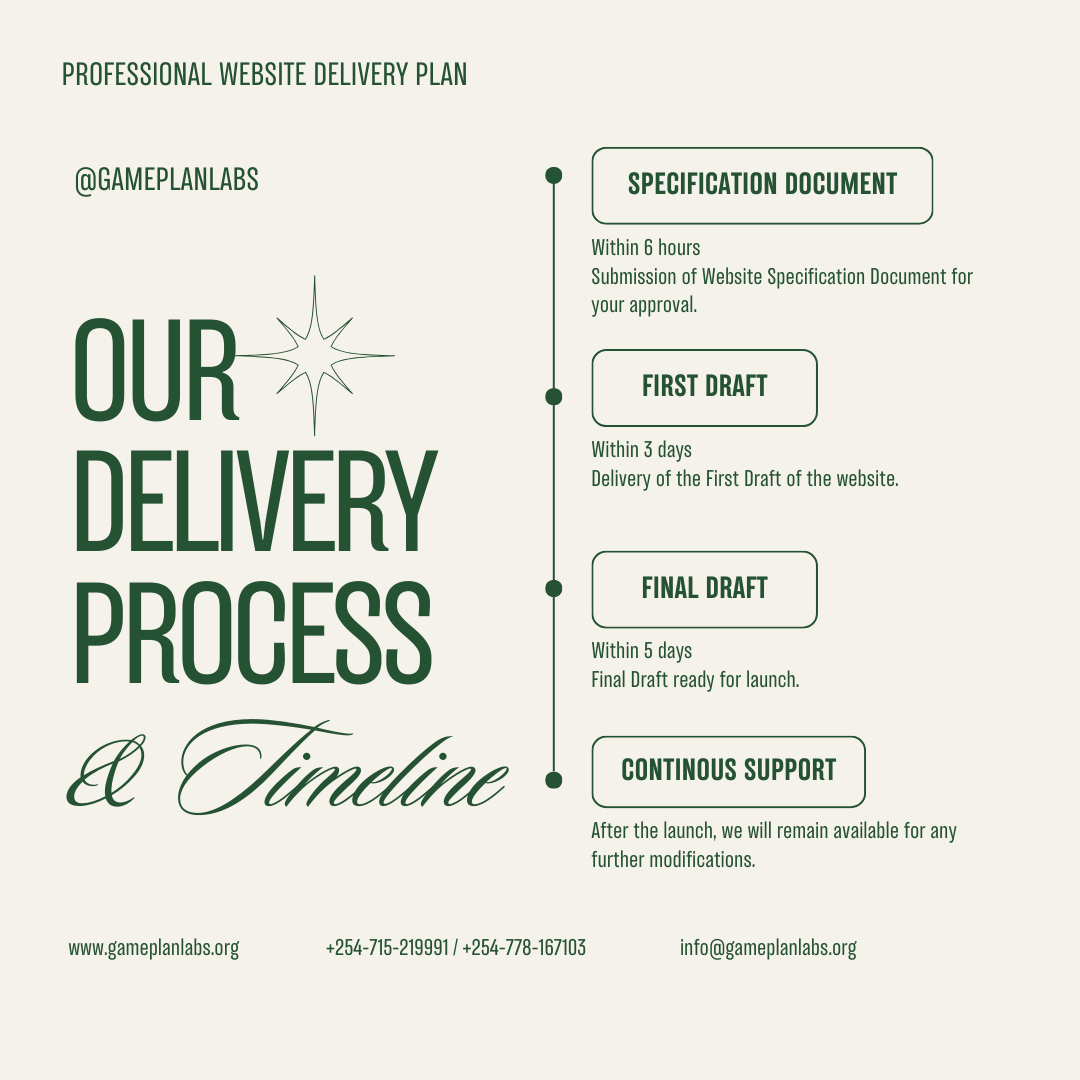 PROFESSIONAL WEBSITE DELIVERY PLAN
@GAMEPLANLABS
OUR
DELIVERY
PROCESS
& Timeline
SPECIFICATION DOCUMENT
Within 6 hours
Submission of Website Specification Document for
your approval.
FIRST DRAFT
Within 3 days
Delivery of the First Draft of the website.
FINAL DRAFT
Within 5 days
Final Draft ready for launch.
CONTINOUS SUPPORT
After the launch, we will remain available for any
further modifications.
www.gameplanlabs.org
+254-715-219991 / +254-778-167103
info@gameplanlabs.org